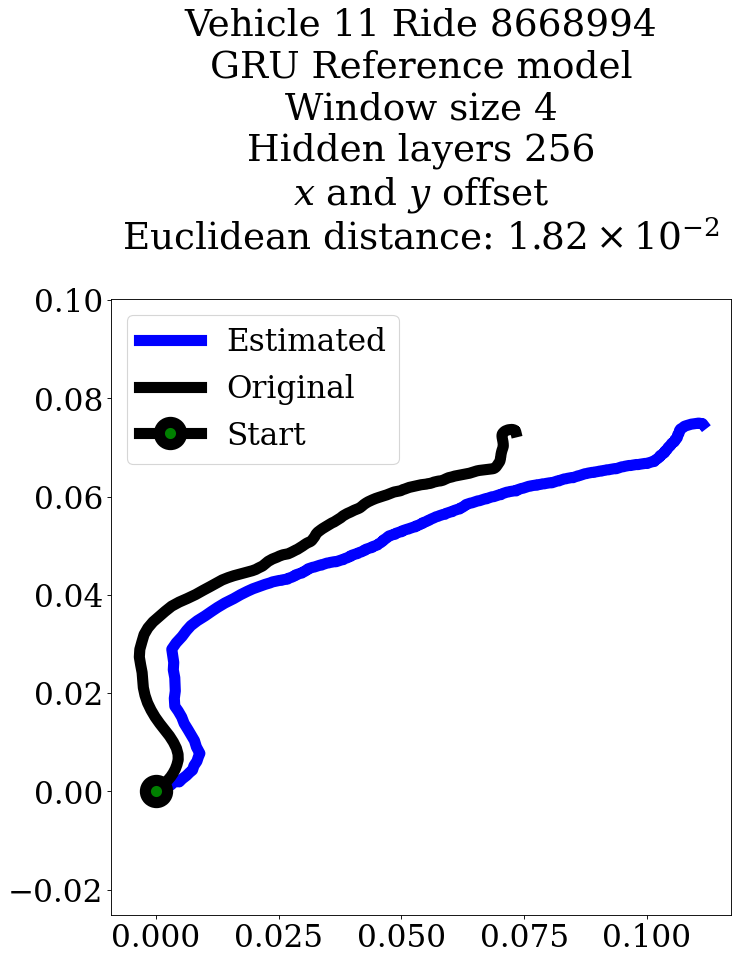 Vehicle 11 Ride 8668994
GRU Reference model
Window size 4
Hidden layers 256
x and y offset
Euclidean distance: 1.82 × 10⁻²
0.10
Estimated
Original
Start
0.08
0.06
0.04
0.02
0.00
−0.02
0.000 0.025 0.050 0.075 0.100